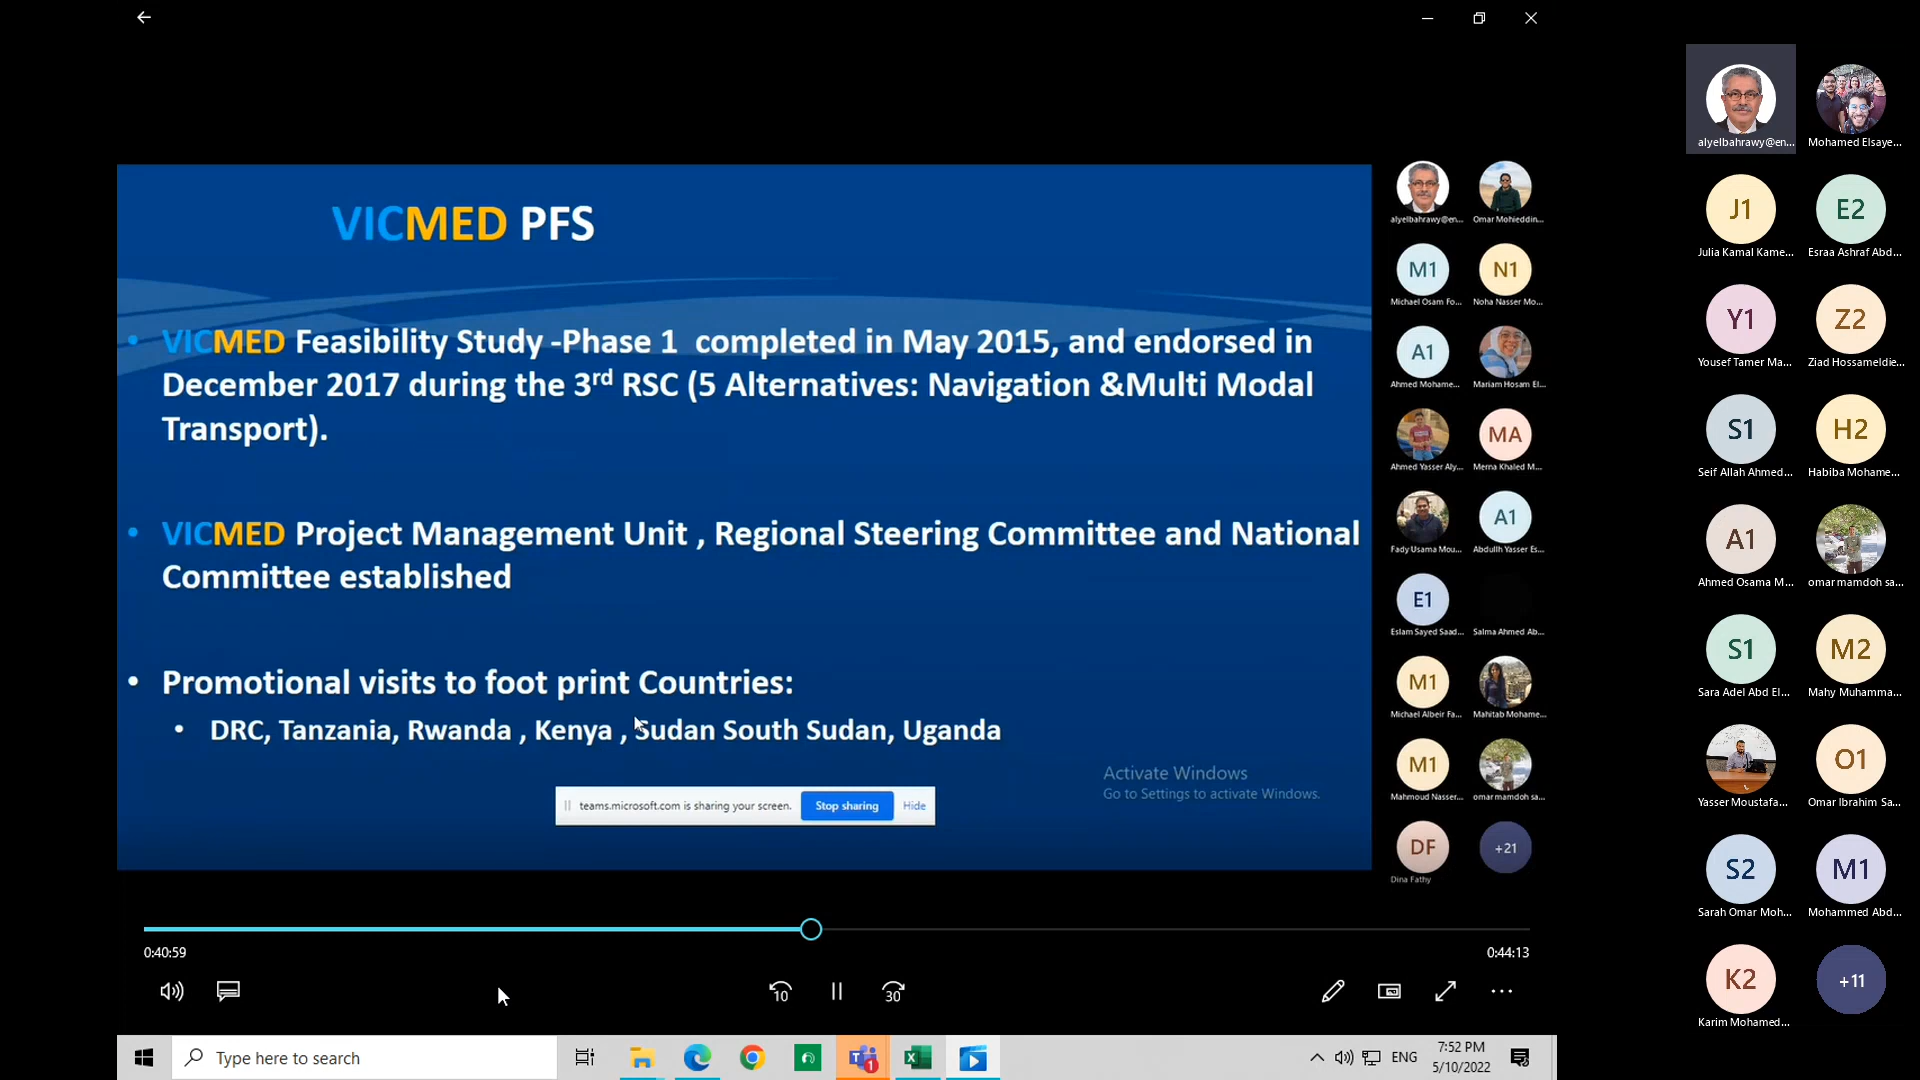 VICMED PFS
• VICMED Feasibility Study -Phase 1 completed in May 2015, and endorsed in
December 2017 during the 3rd RSC (5 Alternatives: Navigation &Multi Modal
Transport).
• VICMED Project Management Unit , Regional Steering Committee and National
Committee established
• Promotional visits to foot print Countries:
• DRC, Tanzania, Rwanda , Kenya , Sudan South Sudan, Uganda
Activate Windows
Go to Settings to activate Windows.
teams.microsoft.com is sharing your screen. Stop sharing Hide
alyelbahrawy@en... Omar Mohieddin...
M1 N1
Michael Osam Fo... Noha Nasser Mo...
A1
Ahmed Mohame... Mariam Hosam El...
MA
Ahmed Yasser Aly... Merna Khaled M...
A1
Fady Usama Mou... Abdullh Yasser Es...
E1
Eslam Sayed Saad... Salma Ahmed Ab...
M1
Michael Albeir Fa... Mahitab Mohame...
M1
Mahmoud Nasser... omar mamdoh sa...
DF +21
Dina Fathy
0:40:59 0:44:13
10 30
Type here to search
1
ENG
7:52 PM
5/10/2022
alyelbahrawy@en... Mohamed Elsaye...
J1 E2
Julia Kamal Kame... Esraa Ashraf Abd...
Y1 Z2
Yousef Tamer Ma... Ziad Hossameldie...
S1 H2
Seif Allah Ahmed... Habiba Mohame...
A1
Ahmed Osama M... omar mamdoh sa...
S1 M2
Sara Adel Abd El... Mahy Muhamma...
O1
Yasser Moustafa... Omar Ibrahim Sa...
S2 M1
Sarah Omar Moh... Mohammed Abd...
K2 +11
Karim Mohamed...